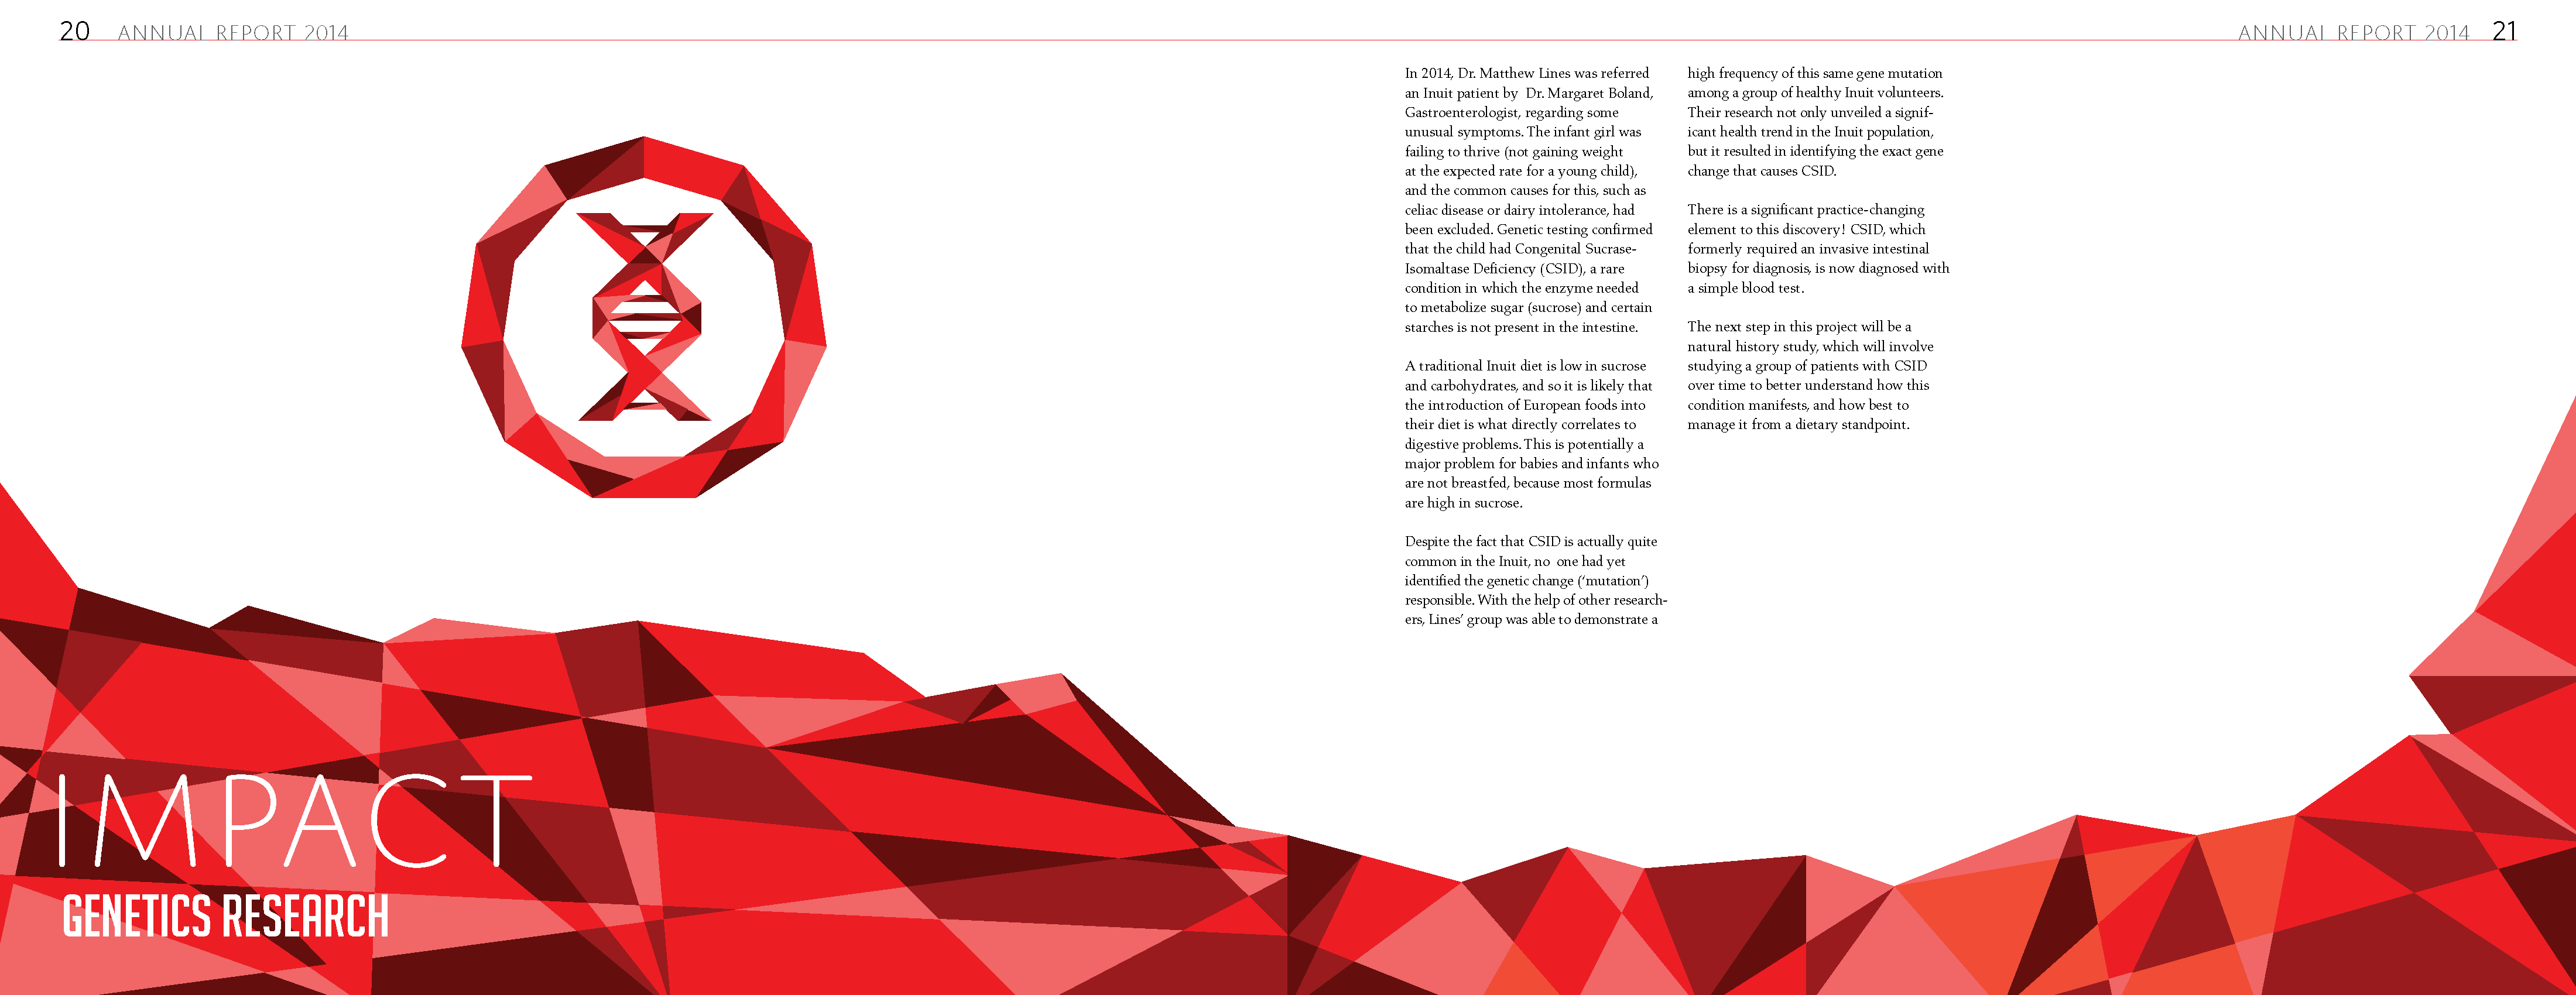 20 ANNUAL REPORT 2014
ANNUAL REPORT 2014 21
IMPACT
GENETICS RESEARCH
In 2014, Dr. Matthew Lines was referred
an Inuit patient by  Dr. Margaret Boland,
Gastroenterologist, regarding some
unusual symptoms. The infant girl was
failing to thrive (not gaining weight
at the expected rate for a young child),
and the common causes for this, such as
celiac disease or dairy intolerance, had
been excluded. Genetic testing confirmed
that the child had Congenital Sucrase-
Isomaltase Deficiency (CSID), a rare
condition in which the enzyme needed
to metabolize sugar (sucrose) and certain
starches is not present in the intestine.
A traditional Inuit diet is low in sucrose
and carbohydrates, and so it is likely that
the introduction of European foods into
their diet is what directly correlates to
digestive problems. This is potentially a
major problem for babies and infants who
are not breastfed, because most formulas
are high in sucrose.
Despite the fact that CSID is actually quite
common in the Inuit, no  one had yet
identified the genetic change (‘mutation’)
responsible. With the help of other research-
ers, Lines’ group was able to demonstrate a
high frequency of this same gene mutation
among a group of healthy Inuit volunteers.
Their research not only unveiled a signif-
icant health trend in the Inuit population,
but it resulted in identifying the exact gene
change that causes CSID.
There is a significant practice-changing
element to this discovery! CSID, which
formerly required an invasive intestinal
biopsy for diagnosis, is now diagnosed with
a simple blood test.
The next step in this project will be a
natural history study, which will involve
studying a group of patients with CSID
over time to better understand how this
condition manifests, and how best to
manage it from a dietary standpoint.